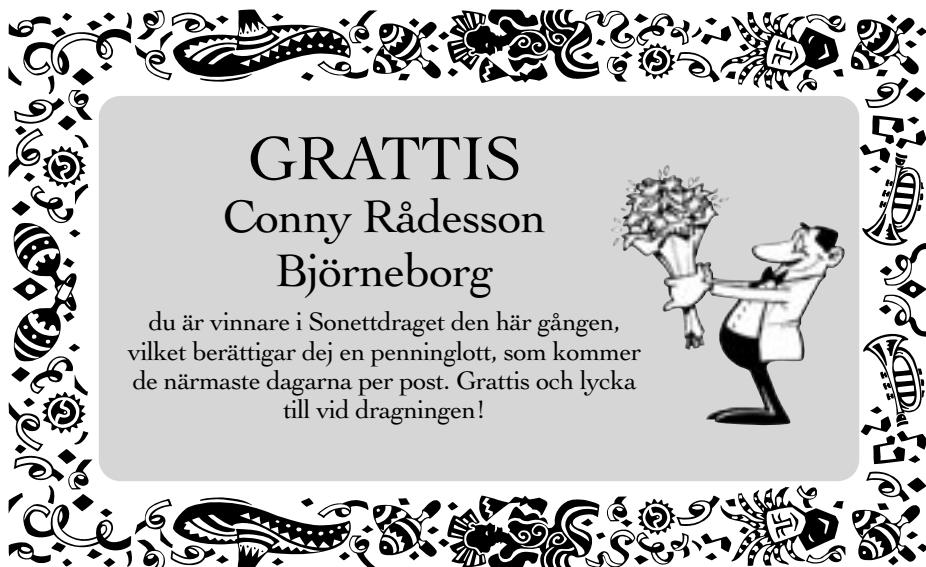 GRATTIS
Conny Rådesson
Björneborg
du är vinnare i Sonettdraget den här gången,
vilket berättigar dej en penninglott, som kommer
de närmaste dagarna per post. Grattis och lycka
till vid dragningen!